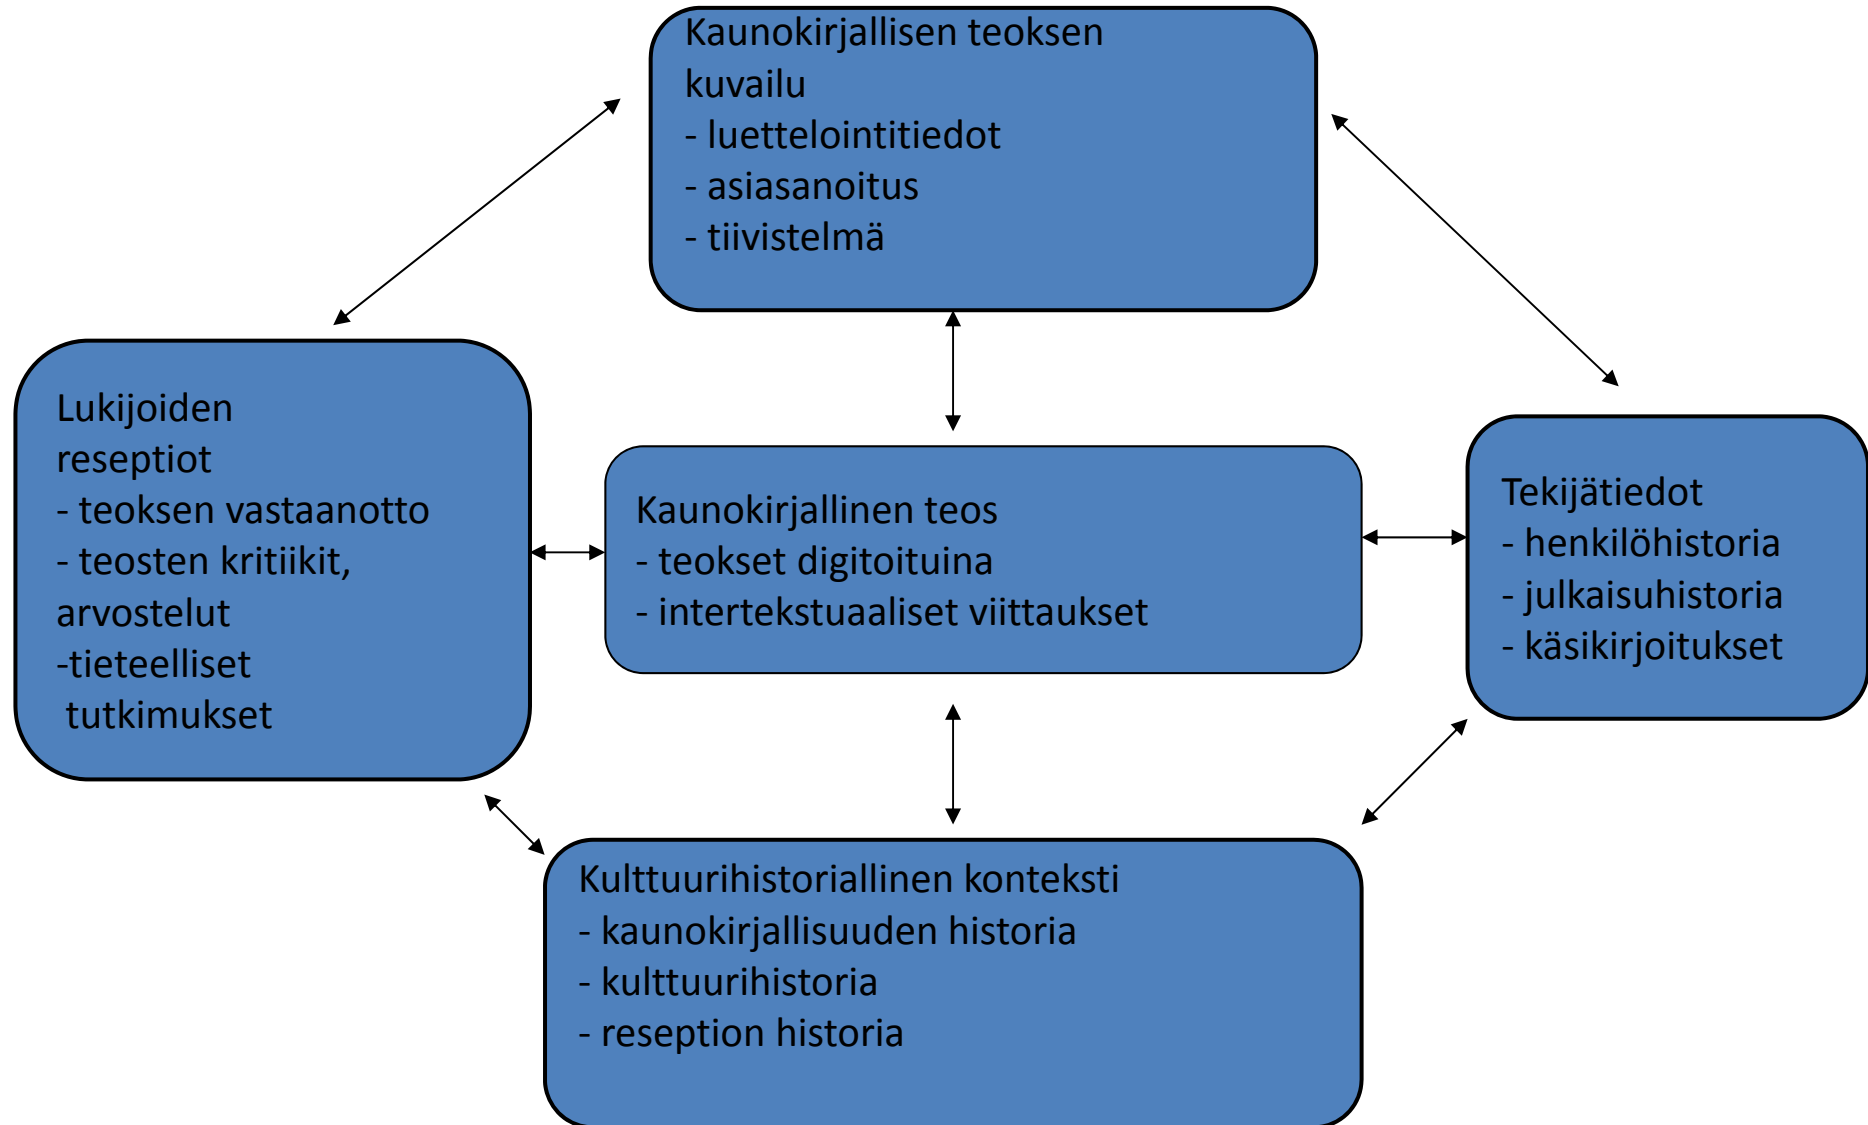 Kaunokirjallisen teoksen
kuvailu
- luettelointitiedot
- asiasanoitus
- tiivistelmä
Lukijoiden
reseptiot
- teoksen vastaanotto
- teosten kritiikit,
arvostelut
-tieteelliset
tutkimukset
Kaunokirjallinen teos
- teokset digitoituina
- intertekstuaaliset viittaukset
Tekijätiedot
- henkilöhistoria
- julkaisuhistoria
- käsikirjoitukset
Kulttuurihistoriallinen konteksti
- kaunokirjallisuuden historia
- kulttuurihistoria
- reseption historia